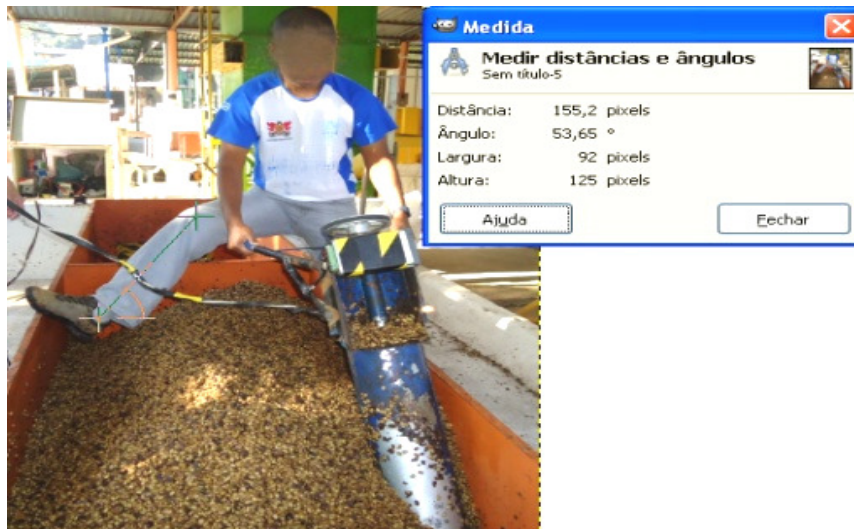 Medida
Medir distâncias e ângulos
Sem título-5
Distância: 155,2 pixels
Ângulo: 53,65 °
Largura: 92 pixels
Altura: 125 pixels
Ajuda Fechar